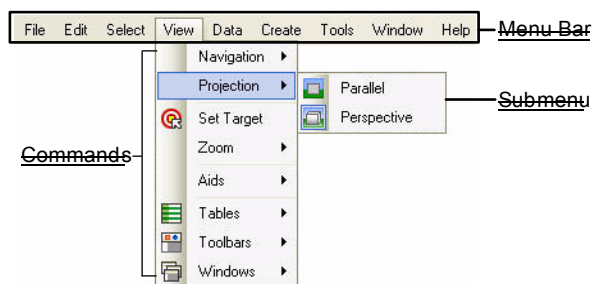 File Edit Select View Data Create Tools Window Help
Menu Bar
Navigation
Projection
Parallel
Submenu
Set Target
Perspective
Zoom
Commands
Aids
Tables
Toolbars
Windows